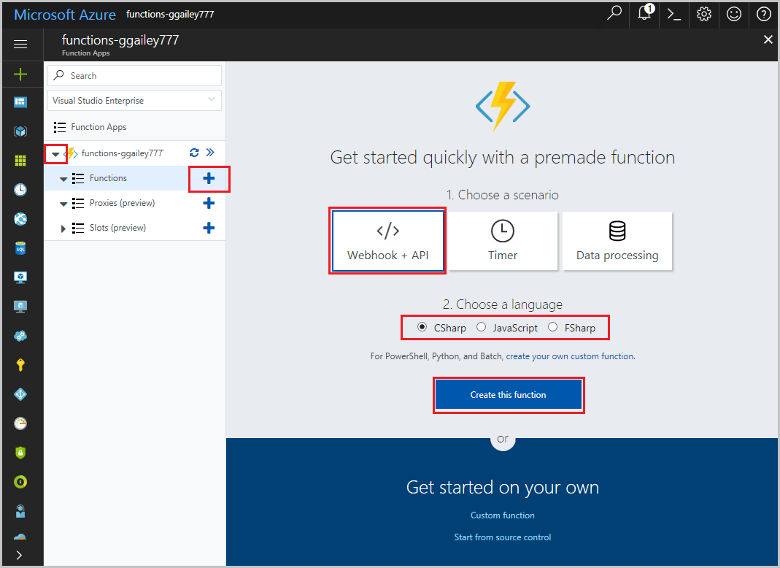 Microsoft Azure functions-ggailey777
1
functions-ggailey777
Function Apps
Search
Visual Studio Enterprise
Function Apps
functions-ggailey777
Functions
Proxies (preview)
Slots (preview)
Get started quickly with a premade function
1. Choose a scenario
Webhook + API
Timer
Data processing
2. Choose a language
CSharp JavaScript FSharp
For PowerShell, Python, and Batch, create your own custom function.
Create this function
or
Get started on your own
Custom function
Start from source control